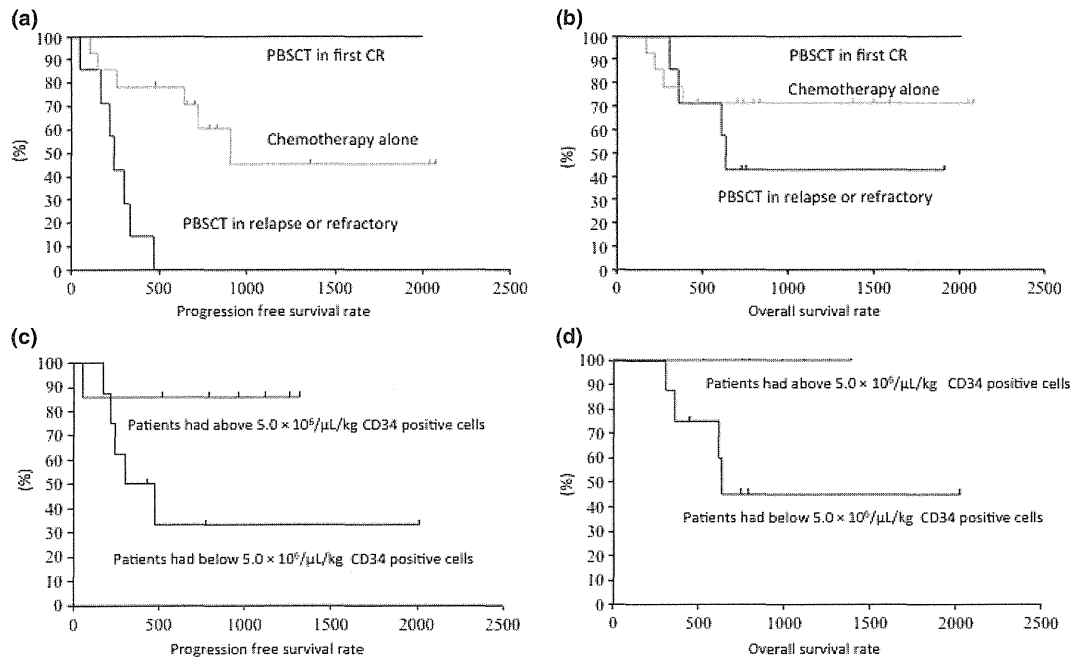 (a)
100
90
80
70
60
50
40
30
20
10
0
(%)
PBSCT in first CR
Chemotherapy alone
PBSCT in relapse or refractory
0 500 1000 1500 2000 2500
Progression free survival rate
(b)
100
90
80
70
60
50
40
30
20
10
0
(%)
PBSCT in first CR
Chemotherapy alone
PBSCT in relapse or refractory
0 500 1000 1500 2000 2500
Overall survival rate
(c)
100
90
80
70
60
50
40
30
20
10
0
(%)
Patients had above 5.0 × 10⁶/μL/kg CD34 positive cells
Patients had below 5.0 × 10⁶/μL/kg CD34 positive cells
0 500 1000 1500 2000 2500
Progression free survival rate
(d)
100
90
80
70
60
50
40
30
20
10
0
(%)
Patients had above 5.0 × 10⁶/μL/kg CD34 positive cells
Patients had below 5.0 × 10⁶/μL/kg CD34 positive cells
0 500 1000 1500 2000 2500
Overall survival rate